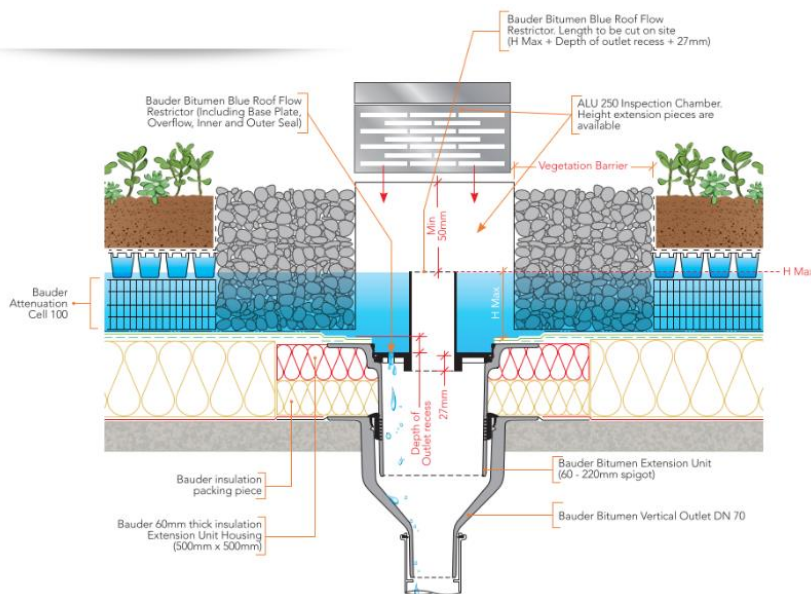 Bauder Bitumen Blue Roof Flow
Restrictor. Length to be cut on site
(H Max + Depth of outlet recess + 27mm)
Bauder Bitumen Blue Roof Flow
Restrictor (Including Base Plate,
Overflow, Inner and Outer Seal)
ALU 250 Inspection Chamber.
Height extension pieces are
available
Vegetation Barrier
Min
50mm
H Max
H Max
Bauder
Attenuation
Cell 100
27mm
Depth of
Outlet recess
Bauder insulation
packing piece
Bauder Bitumen Extension Unit
(60 - 220mm spigot)
Bauder 60mm thick insulation
Extension Unit Housing
(500mm x 500mm)
Bauder Bitumen Vertical Outlet DN 70